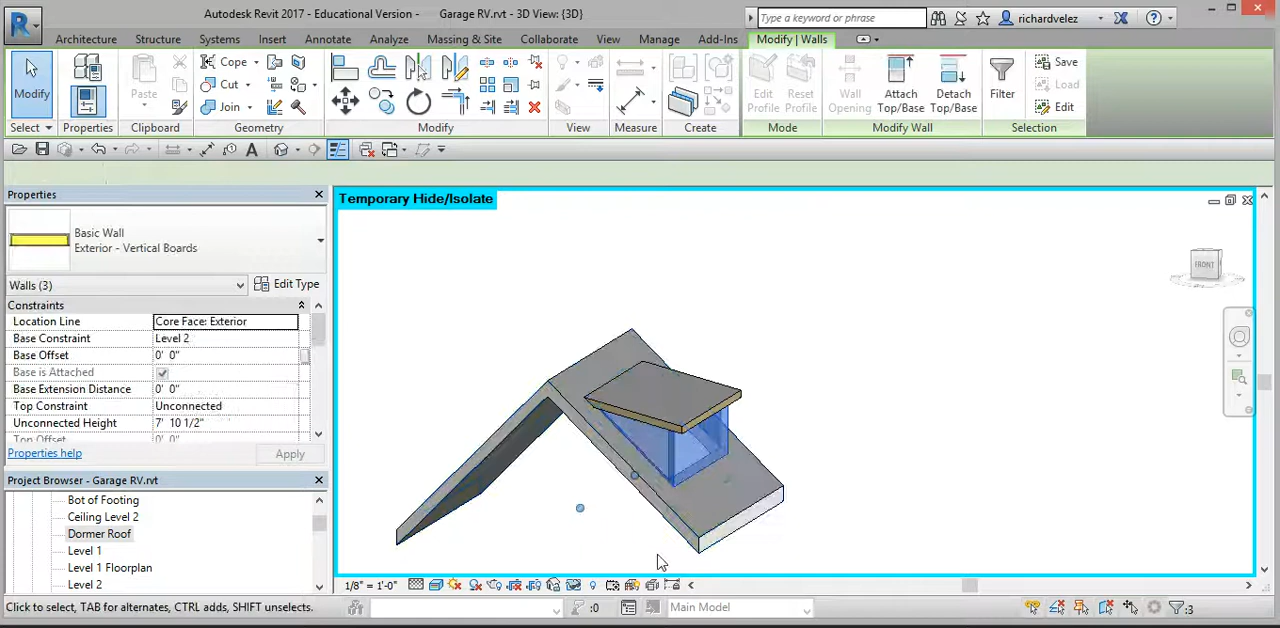 Autodesk Revit 2017 - Educational Version - Garage RV.rvt - 3D View: {3D}
Type a keyword or phrase
richardvelez
Architecture Structure Systems Insert Annotate Analyze Massing & Site Collaborate View Manage Add-Ins Modify | Walls
Modify
Paste
Cope
Cut
Join
Edit Profile
Reset Profile
Wall Opening
Attach Top/Base
Detach Top/Base
Filter
Save
Load
Edit
Select Properties Clipboard Geometry Modify View Measure Create Mode Modify Wall Selection
Properties
Basic Wall
Exterior - Vertical Boards
Walls (3)
Edit Type
Constraints
Location Line Core Face: Exterior
Base Constraint Level 2
Base Offset 0' 0"
Base is Attached
Base Extension Distance 0' 0"
Top Constraint Unconnected
Unconnected Height 7' 10 1/2"
Top Offset 0' 0"
Properties help
Apply
Project Browser - Garage RV.rvt
Bot of Footing
Ceiling Level 2
Dormer Roof
Level 1
Level 1 Floorplan
Level 2
Temporary Hide/Isolate
FRONT
1/8" = 1'-0"
Click to select, TAB for alternates, CTRL adds, SHIFT unselects.
:0
Main Model
:3